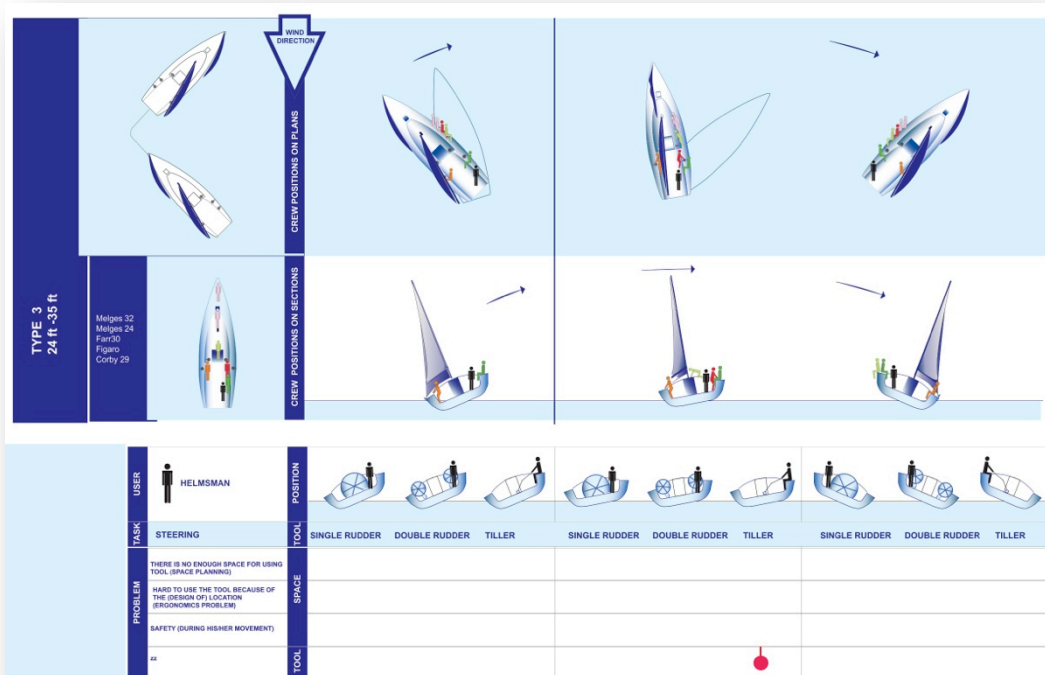 WIND
DIRECTION
CREW POSITIONS ON PLANS
TYPE 3
24 ft -35 ft
Melges 32
Melges 24
Farr30
Figaro
Corby 29
CREW POSITIONS ON SECTIONS
USER
HELMSMAN
POSITION
TASK
STEERING
TOOL
SINGLE RUDDER DOUBLE RUDDER TILLER
SINGLE RUDDER DOUBLE RUDDER TILLER
SINGLE RUDDER DOUBLE RUDDER TILLER
PROBLEM
THERE IS NO ENOUGH SPACE FOR USING
TOOL (SPACE PLANNING)
HARD TO USE THE TOOL BECAUSE OF
THE (DESIGN OF) LOCATION
(ERGONOMICS PROBLEM)
SAFETY (DURING HIS/HER MOVEMENT)
SPACE
zz
TOOL